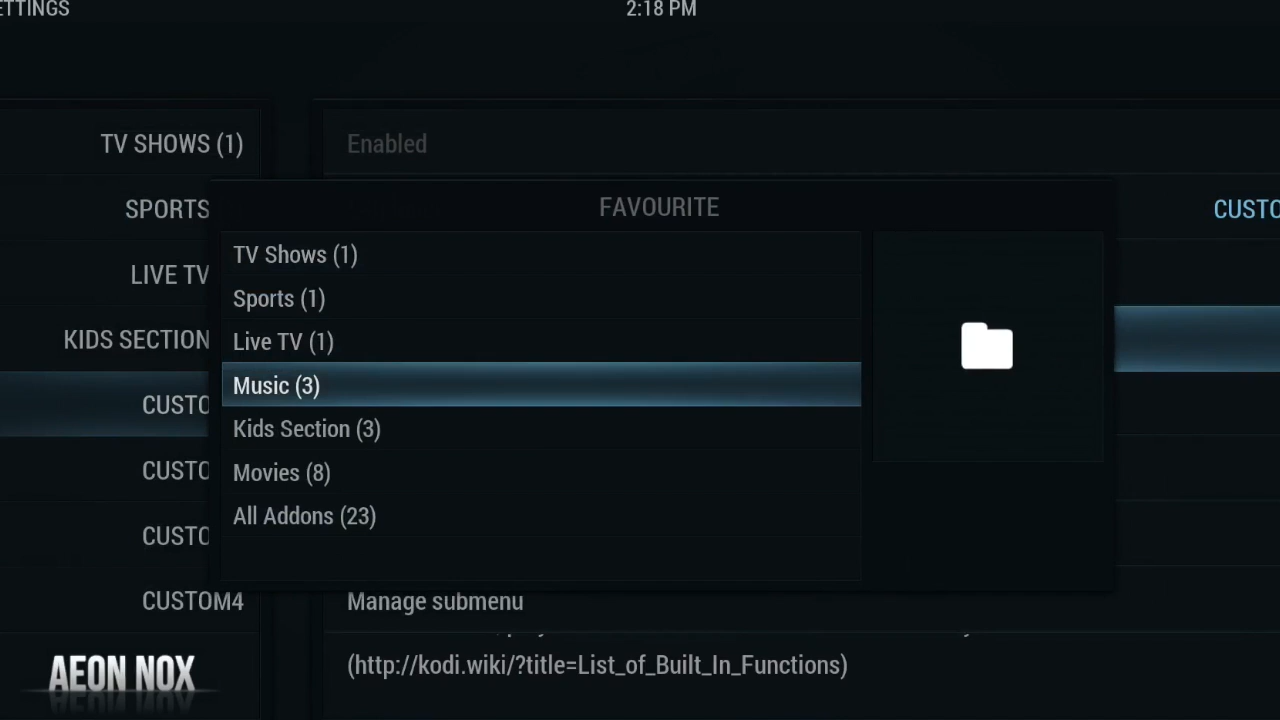 ETTINGS
2:18 PM
TV SHOWS (1)
Enabled
SPORTS
FAVOURITE
CUSTO
LIVE TV
TV Shows (1)
Sports (1)
Live TV (1)
KIDS SECTION
Music (3)
CUSTO
Kids Section (3)
CUSTO
Movies (8)
All Addons (23)
CUSTO
CUSTOM4
Manage submenu
(http://kodi.wiki/?title=List_of_Built_In_Functions)
AEON NOX